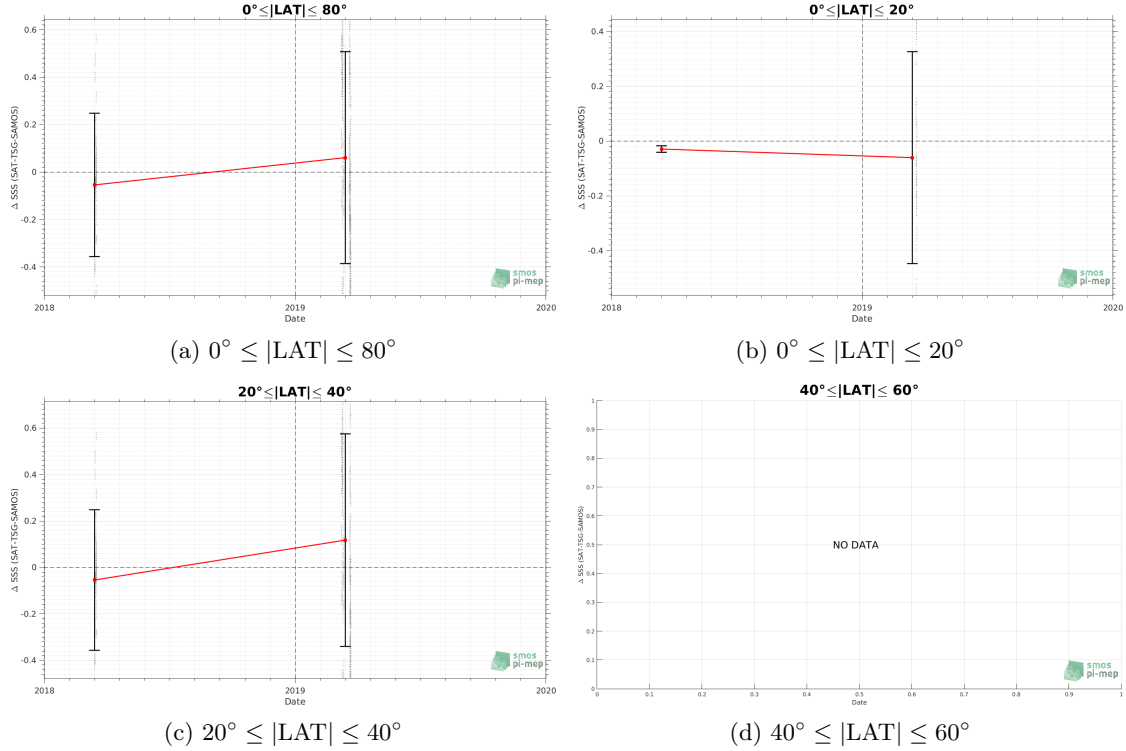 0°≤|LAT|≤ 80°
0.6
0.4
0.2
0
-0.2
-0.4
Δ SSS (SAT-TSG-SAMOS)
2018
2019
2020
Date
smos
pi-mep
(a) 0° ≤ |LAT| ≤ 80°
0°≤|LAT|≤ 20°
0.4
0.2
0
-0.2
-0.4
Δ SSS (SAT-TSG-SAMOS)
2018
2019
2020
Date
smos
pi-mep
(b) 0° ≤ |LAT| ≤ 20°
20°≤|LAT|≤ 40°
0.6
0.4
0.2
0
-0.2
-0.4
Δ SSS (SAT-TSG-SAMOS)
2018
2019
2020
Date
smos
pi-mep
(c) 20° ≤ |LAT| ≤ 40°
40°≤|LAT|≤ 60°
1
0.9
0.8
0.7
0.6
0.5
0.4
0.3
0.2
0.1
0
Δ SSS (SAT-TSG-SAMOS)
NO DATA
0 0.1 0.2 0.3 0.4 0.5 0.6 0.7 0.8 0.9 1
Date
smos
pi-mep
(d) 40° ≤ |LAT| ≤ 60°